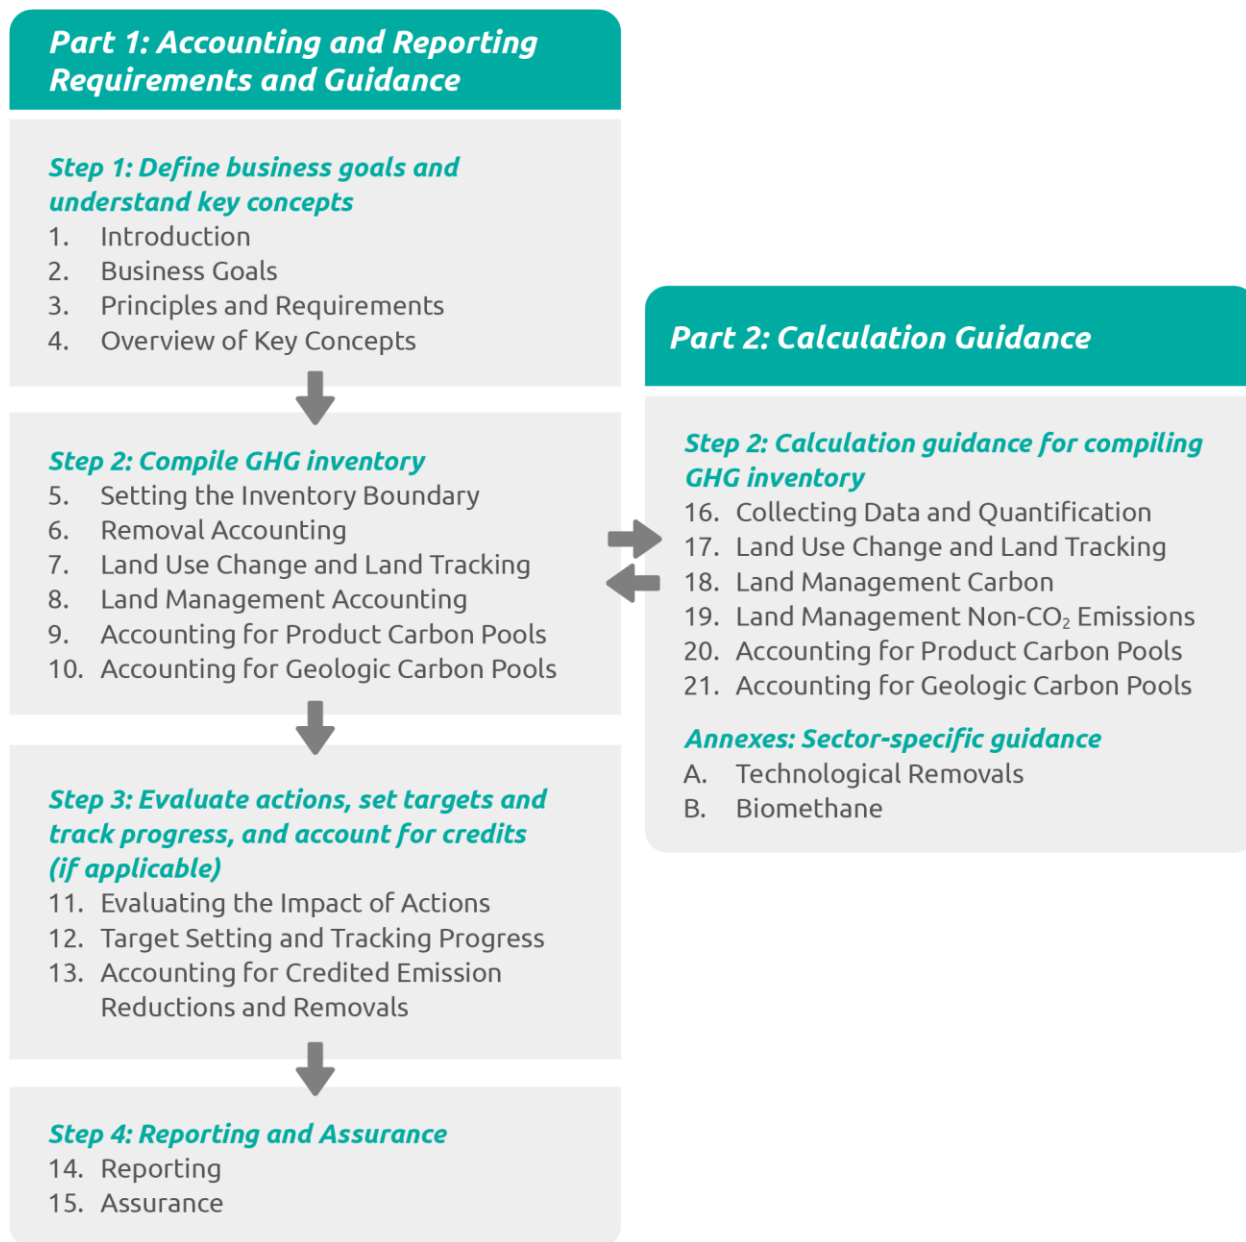 Part 1: Accounting and Reporting
Requirements and Guidance
Step 1: Define business goals and
understand key concepts
1. Introduction
2. Business Goals
3. Principles and Requirements
4. Overview of Key Concepts
Step 2: Compile GHG inventory
5. Setting the Inventory Boundary
6. Removal Accounting
7. Land Use Change and Land Tracking
8. Land Management Accounting
9. Accounting for Product Carbon Pools
10. Accounting for Geologic Carbon Pools
Step 3: Evaluate actions, set targets and
track progress, and account for credits
(if applicable)
11. Evaluating the Impact of Actions
12. Target Setting and Tracking Progress
13. Accounting for Credited Emission
Reductions and Removals
Step 4: Reporting and Assurance
14. Reporting
15. Assurance
Part 2: Calculation Guidance
Step 2: Calculation guidance for compiling
GHG inventory
16. Collecting Data and Quantification
17. Land Use Change and Land Tracking
18. Land Management Carbon
19. Land Management Non-CO₂ Emissions
20. Accounting for Product Carbon Pools
21. Accounting for Geologic Carbon Pools
Annexes: Sector-specific guidance
A. Technological Removals
B. Biomethane